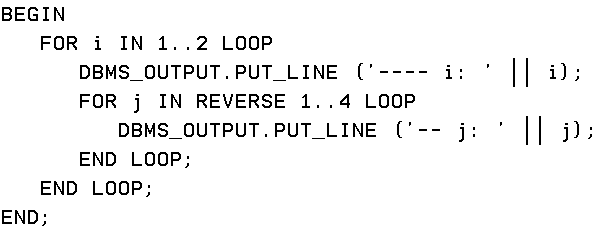 BEGIN
   FOR i IN 1..2 LOOP
      DBMS_OUTPUT.PUT_LINE ('---- i: ' || i);
      FOR j IN REVERSE 1..4 LOOP
         DBMS_OUTPUT.PUT_LINE ('-- j: ' || j);
      END LOOP;
   END LOOP;
END;